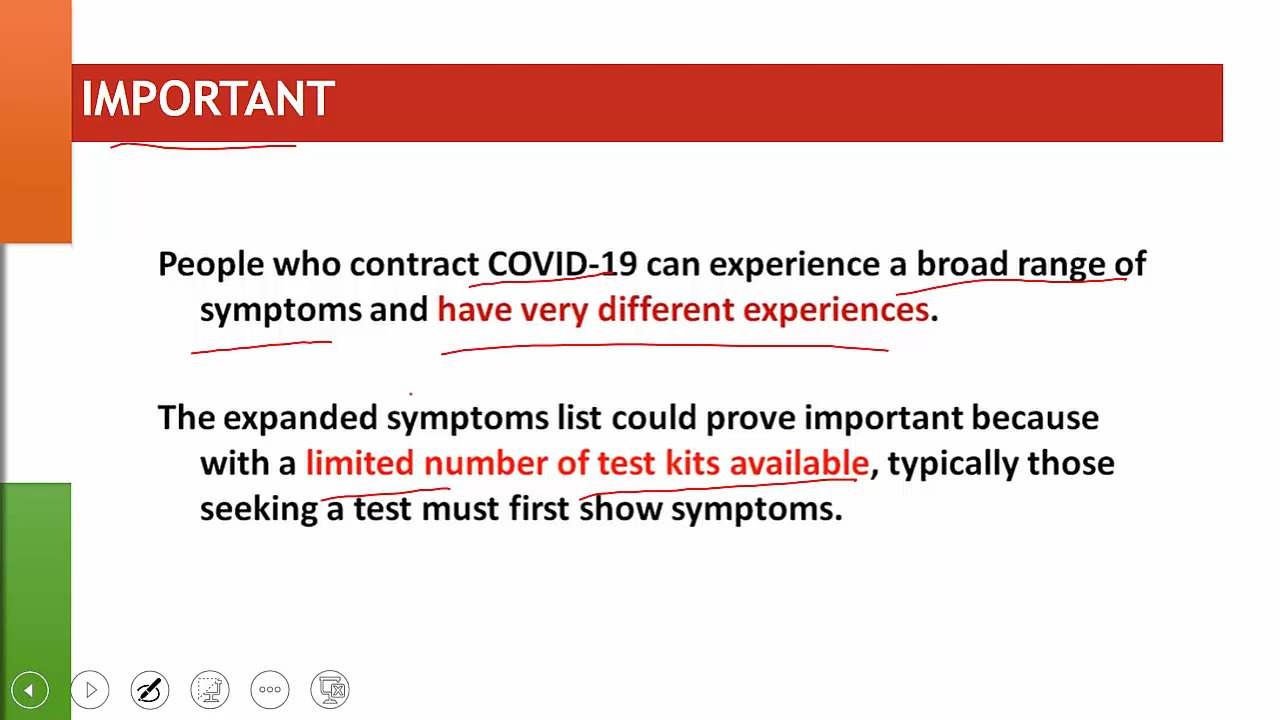 IMPORTANT
People who contract COVID-19 can experience a broad range of
symptoms and have very different experiences.
The expanded symptoms list could prove important because
with a limited number of test kits available, typically those
seeking a test must first show symptoms.